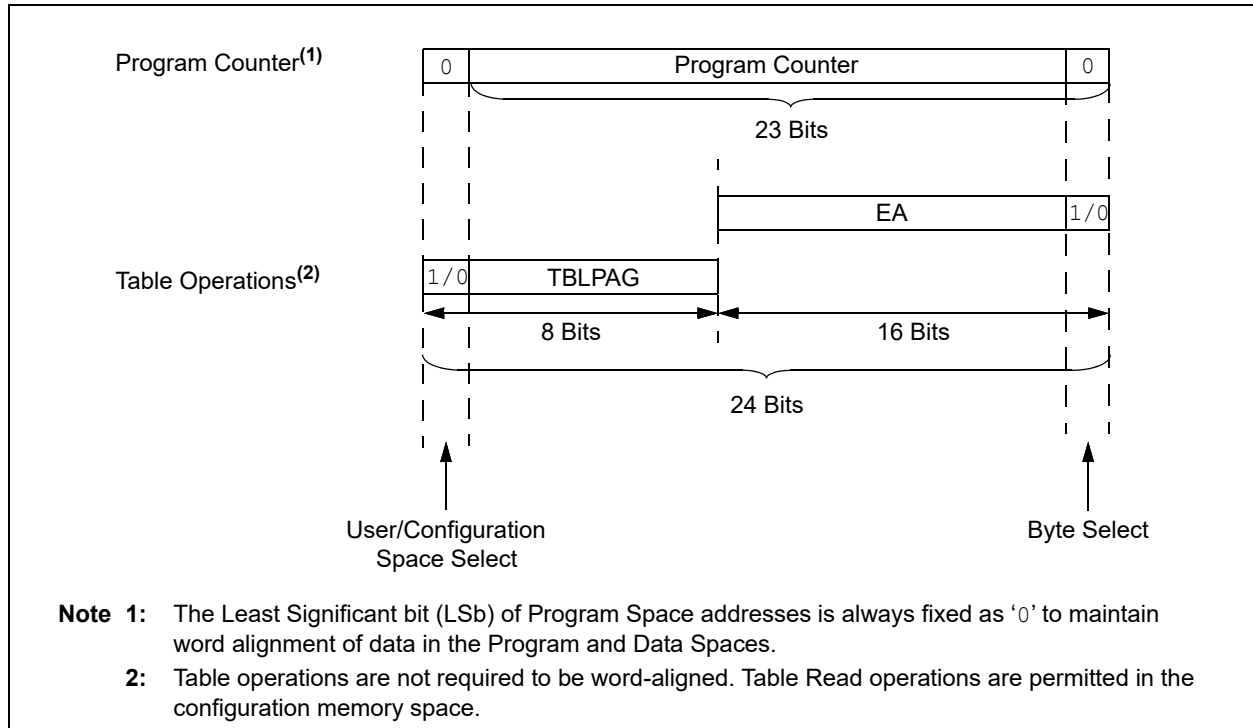 Program Counter(1)
0 Program Counter 0
23 Bits
EA 1/0
Table Operations(2)
1/0 TBLPAG
8 Bits 16 Bits
24 Bits
User/Configuration
Space Select
Byte Select
Note 1: The Least Significant bit (LSb) of Program Space addresses is always fixed as ‘0’ to maintain
word alignment of data in the Program and Data Spaces.
2: Table operations are not required to be word-aligned. Table Read operations are permitted in the
configuration memory space.